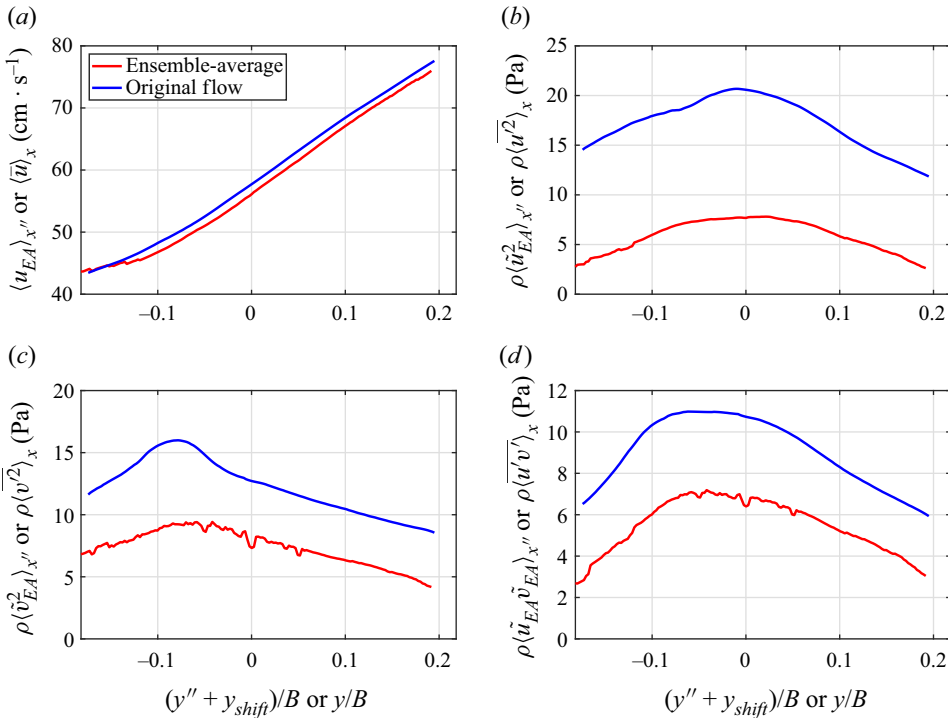 (a)
80
70
60
50
40
⟨u_EA⟩_x″ or ⟨u̅⟩_x (cm · s⁻¹)
Ensemble-average
Original flow
–0.1 0 0.1 0.2
(b)
25
20
15
10
5
0
ρ⟨ũ²_EA⟩_x″ or ρ⟨\overline{u′²}⟩_x (Pa)
–0.1 0 0.1 0.2
(c)
20
15
10
5
0
ρ⟨ṽ²_EA⟩_x″ or ρ⟨\overline{v′²}⟩_x (Pa)
–0.1 0 0.1 0.2
(y″ + y_shift)/B or y/B
(d)
12
10
8
6
4
2
0
ρ⟨ũ_EA ṽ_EA⟩_x″ or ρ⟨\overline{u′v′}⟩_x (Pa)
–0.1 0 0.1 0.2
(y″ + y_shift)/B or y/B